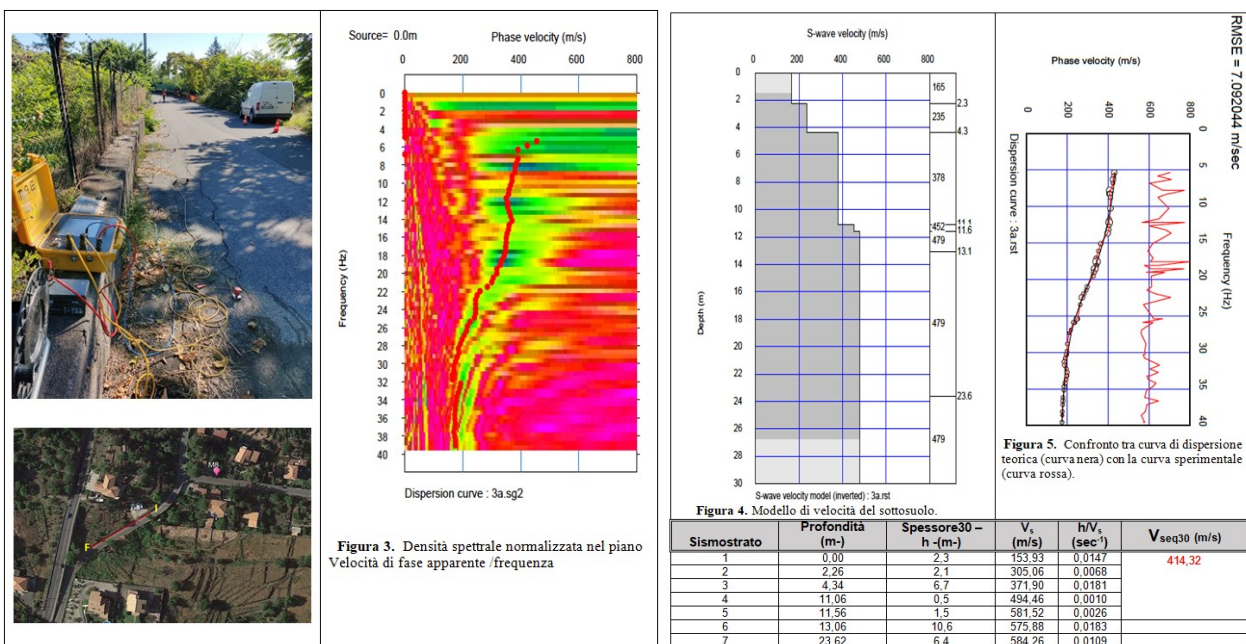 Source= 0.0m
Phase velocity (m/s)
0 200 400 600 800
0
2
4
6
8
10
12
14
16
18
20
22
24
26
28
30
32
34
36
38
40
Frequency (Hz)
Dispersion curve : 3a.sg2
Figura 3. Densità spettrale normalizzata nel piano
Velocità di fase apparente /frequenza
F
I
S-wave velocity (m/s)
0 200 400 600 800
0
2
4
6
8
10
12
14
16
18
20
22
24
26
28
30
Depth (m)
165
2.3
235
4.3
378
11.1
452
11.6
479
13.1
479
23.6
479
S-wave velocity model (inverted) : 3a.rst
Figura 4. Modello di velocità del sottosuolo.
RMSE = 7.092044 m/sec
Phase velocity (m/s)
0 200 400 600 800
0
5
10
15
20
25
30
35
40
Frequency (Hz)
Dispersion curve : 3a.rst
Figura 5. Confronto tra curva di dispersione
teorica (curva nera) con la curva sperimentale
(curva rossa).
Sismostrato Profondità (m-) Spessore30 – h -(m-) Vs (m/s) h/Vs (sec-1) Vseq30 (m/s)
1 0,00 2,3 153,93 0,0147 414,32
2 2,26 2,1 305,06 0,0068
3 4,34 6,7 371,90 0,0181
4 11,06 0,5 494,46 0,0010
5 11,56 1.5 581,52 0,0026
6 13,06 10,6 575,88 0,0183
7 23,62 6,4 584,26 0,0109